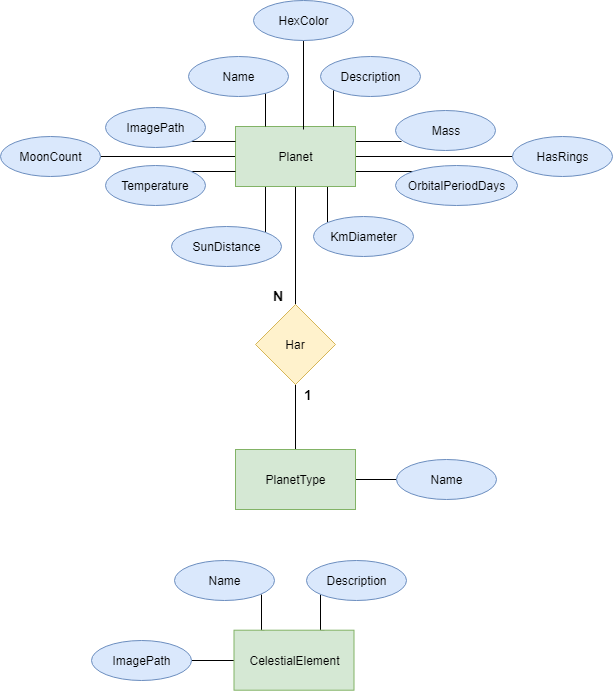 HexColor
Name
Description
ImagePath
Mass
MoonCount
Planet
HasRings
Temperature
OrbitalPeriodDays
SunDistance
KmDiameter
N
Har
1
PlanetType
Name
Name
Description
ImagePath
CelestialElement